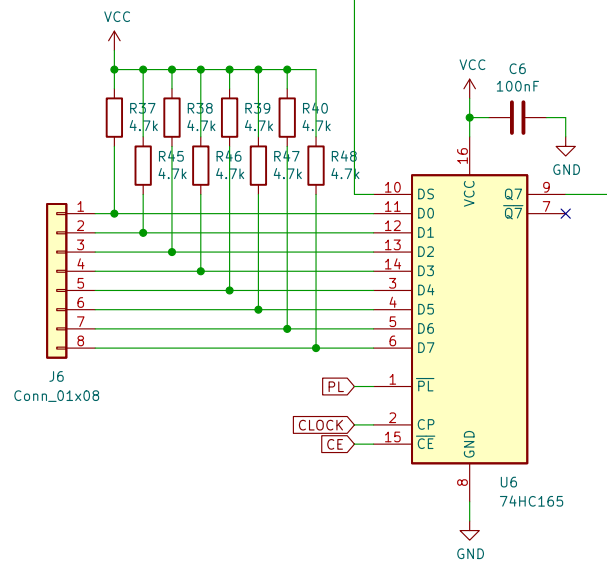 VCC
R37
4.7k
R38
4.7k
R39
4.7k
R40
4.7k
R45
4.7k
R46
4.7k
R47
4.7k
R48
4.7k
VCC
C6
100nF
GND
16
VCC
10 DS
11 D0
12 D1
13 D2
14 D3
3 D4
4 D5
5 D6
6 D7
1 PL
2 CP
15 CE
Q7 9
Q7 7
GND
8
GND
U6
74HC165
1
2
3
4
5
6
7
8
J6
Conn_01x08
PL
CLOCK
CE